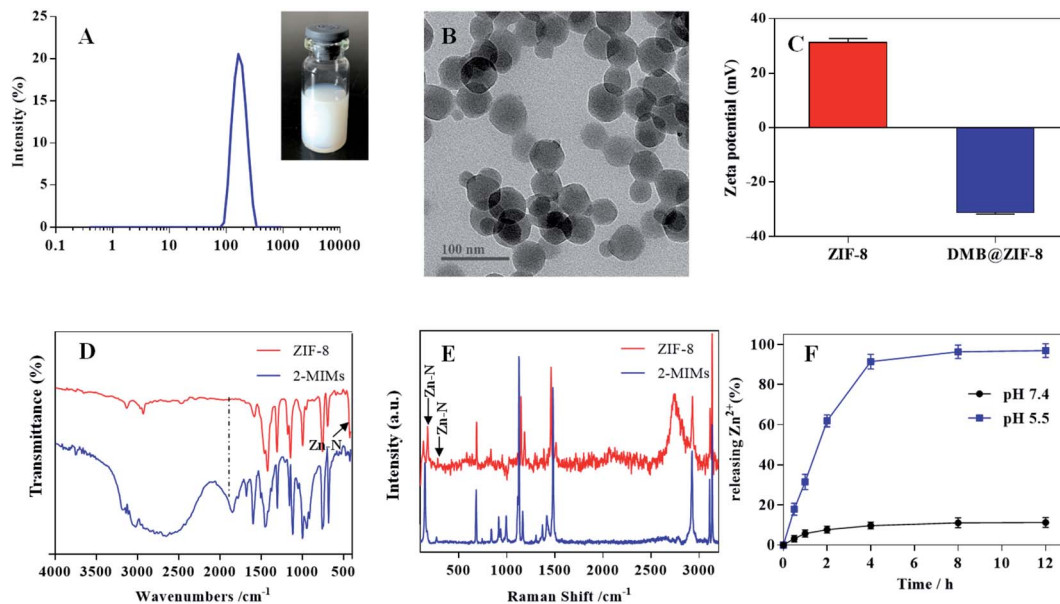 A
Intensity (%)
25
20
15
10
5
0
0.1 1 10 100 1000 10000
B
100 nm
C
Zeta potential (mV)
40
20
0
-20
-40
ZIF-8 DMB@ZIF-8
D
ZIF-8
2-MIMs
Zn-N
Transmittance (%)
4000 3000 2000 1500 1000 500
Wavenumbers /cm⁻¹
E
ZIF-8
2-MIMs
Zn-N
Zn-N
Intensity (a.u.)
500 1000 1500 2000 2500 3000
Raman Shift /cm⁻¹
F
releasing Zn²⁺(%)
100
80
60
40
20
0
pH 7.4
pH 5.5
0 2 4 6 8 10 12
Time / h